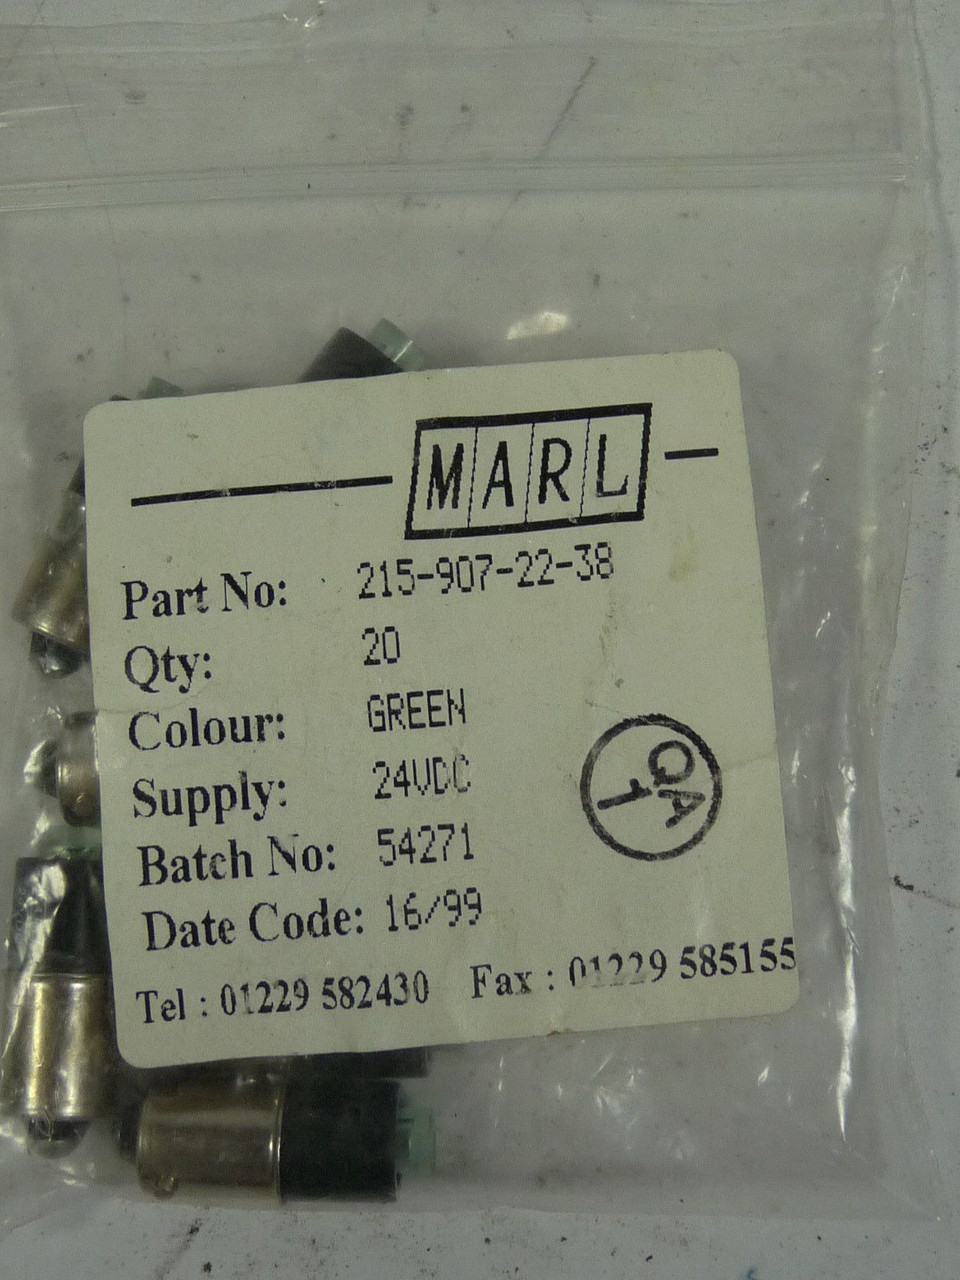 MARL
Part No: 215-907-22-38
Qty: 20
Colour: GREEN
Supply: 24VDC
Batch No: 54271
Date Code: 16/99
QA
1
Tel : 01229 582430 Fax : 01229 585155